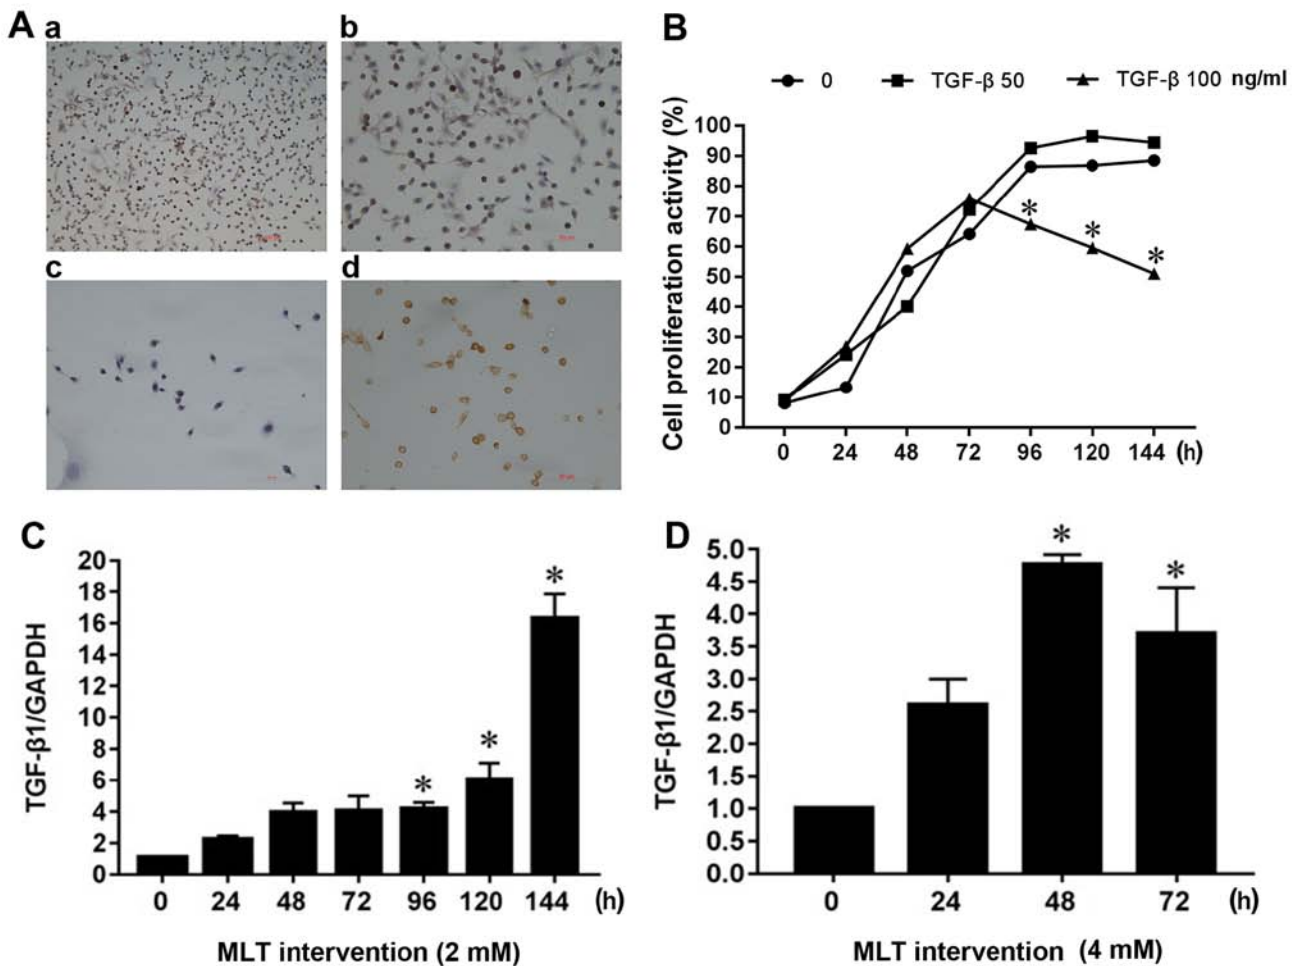 A
a
b
c
d
B
0 TGF-β 50 TGF-β 100 ng/ml
Cell proliferation activity (%)
100
90
80
70
60
50
40
30
20
10
0
* * *
0 24 48 72 96 120 144 (h)
C
TGF-β1/GAPDH
20
18
16
14
12
10
8
6
4
2
0
* * *
0 24 48 72 96 120 144 (h)
MLT intervention (2 mM)
D
TGF-β1/GAPDH
5.0
4.5
4.0
3.5
3.0
2.5
2.0
1.5
1.0
0.5
0
* *
0 24 48 72 (h)
MLT intervention (4 mM)